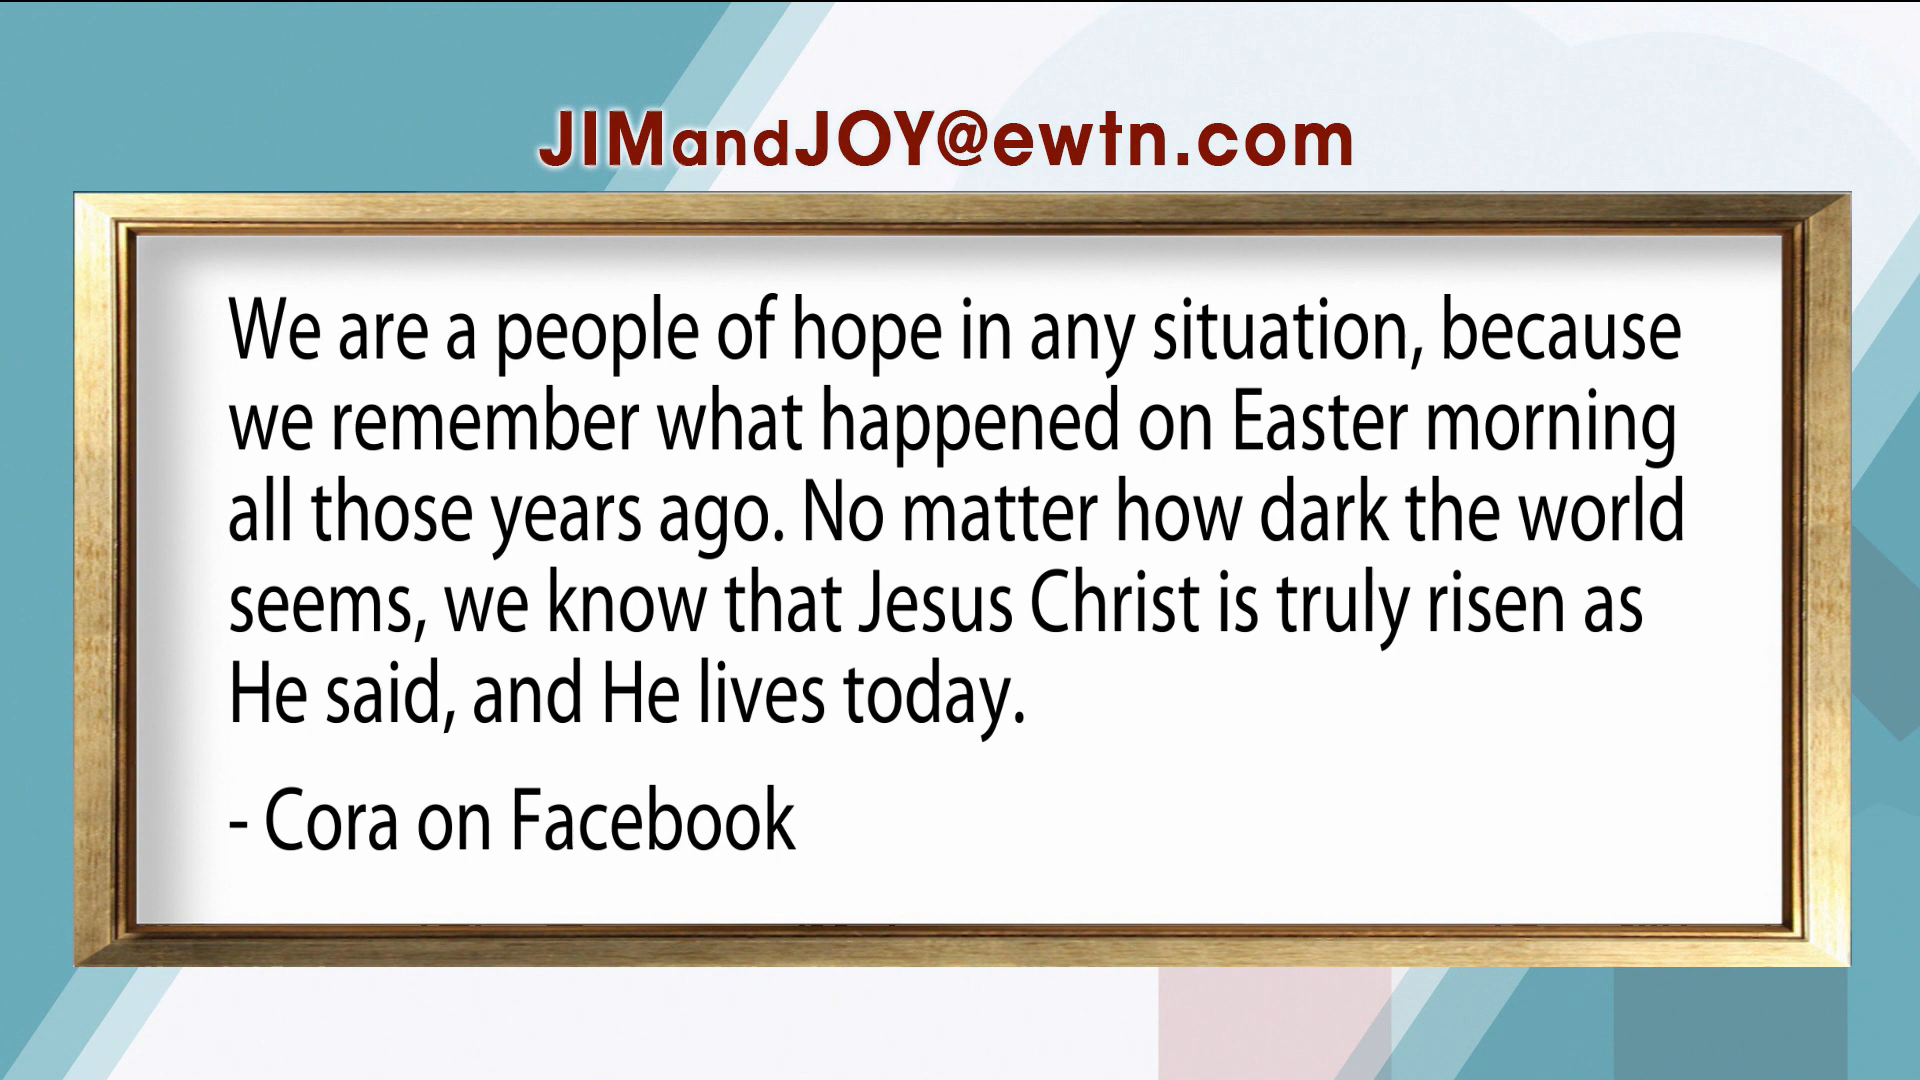 JIMandJOY@ewtn.com
We are a people of hope in any situation, because
we remember what happened on Easter morning
all those years ago. No matter how dark the world
seems, we know that Jesus Christ is truly risen as
He said, and He lives today.
- Cora on Facebook